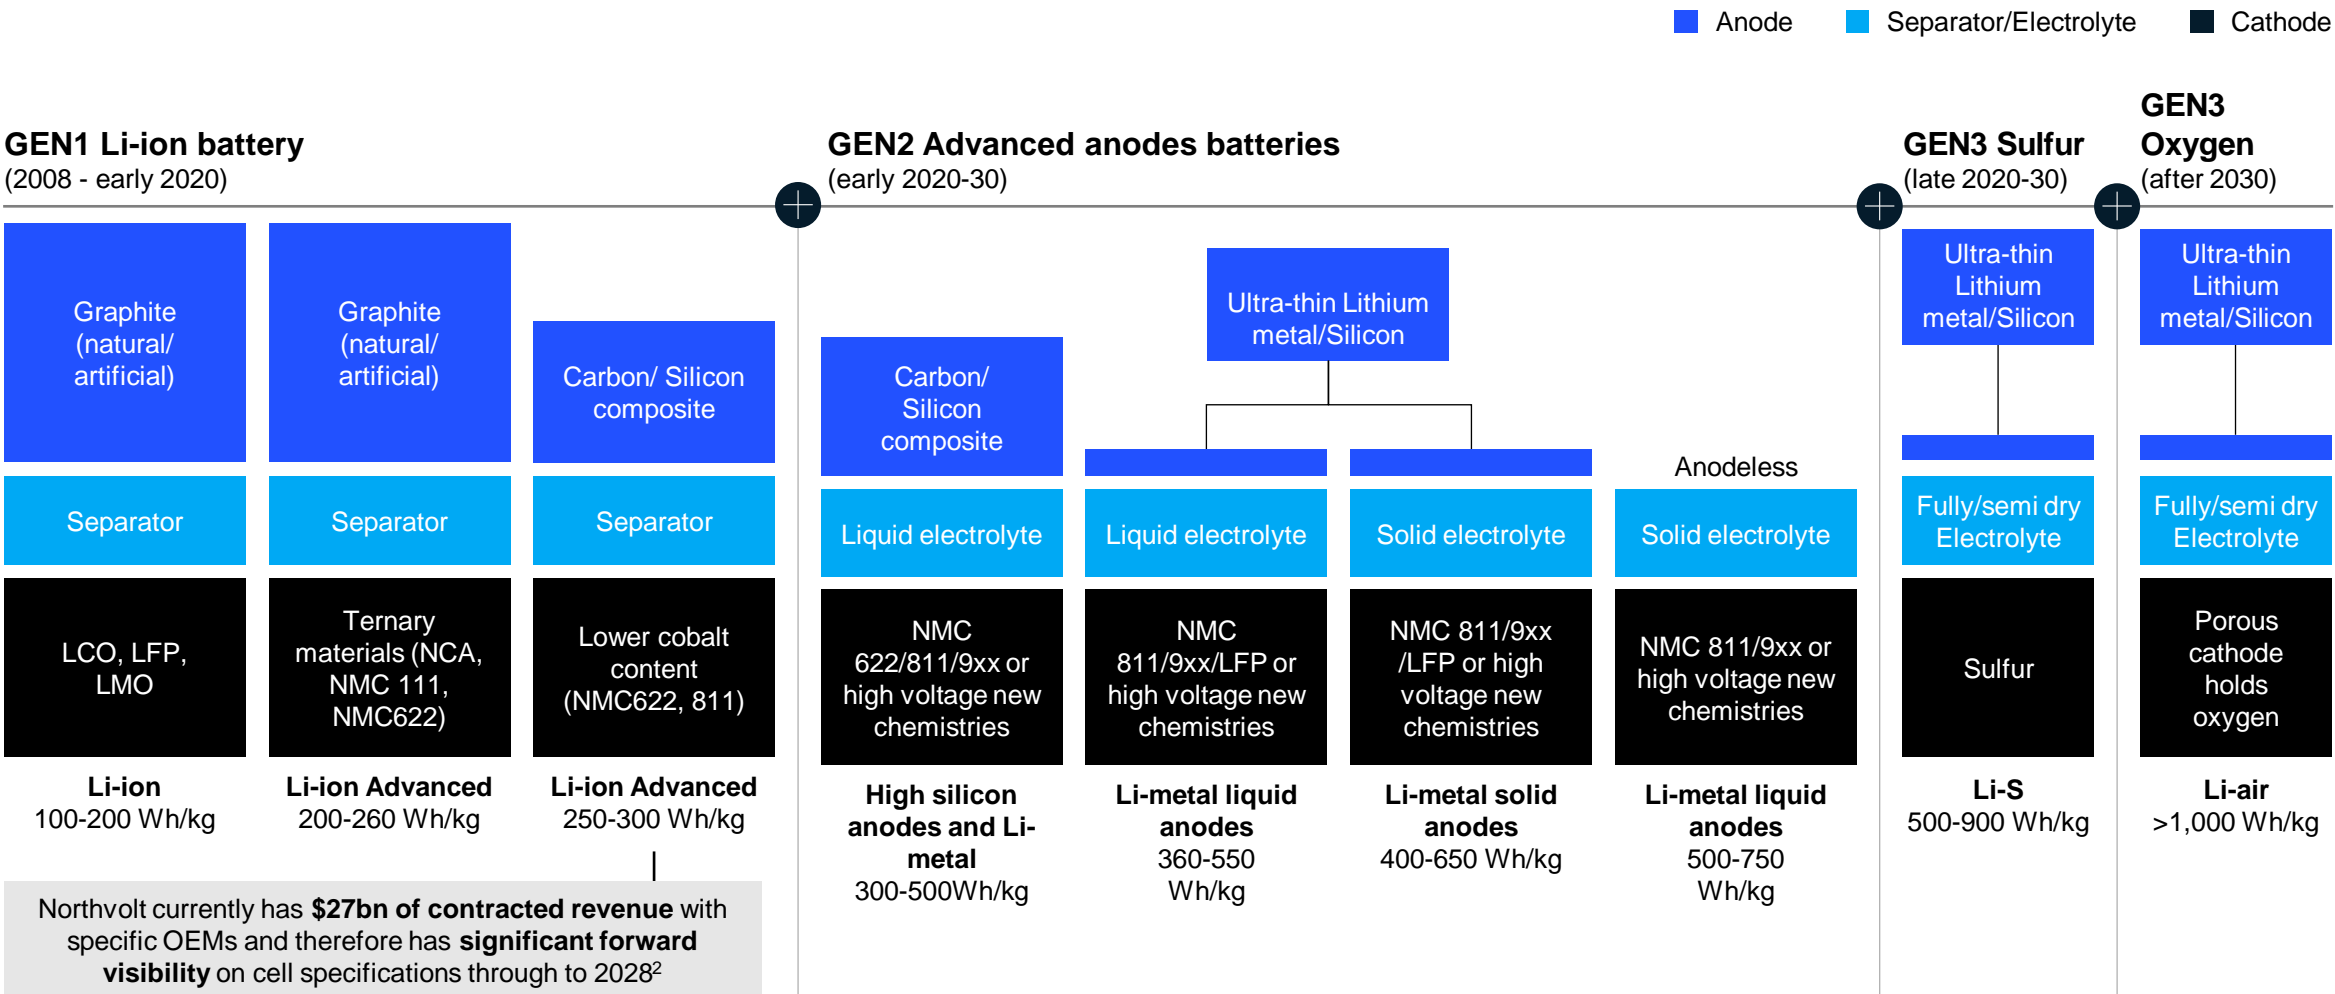 Anode
Separator/Electrolyte
Cathode
GEN1 Li-ion battery
(2008 - early 2020)
GEN2 Advanced anodes batteries
(early 2020-30)
GEN3 Sulfur
(late 2020-30)
GEN3
Oxygen
(after 2030)
Graphite
(natural/
artificial)
Separator
LCO, LFP,
LMO
Li-ion
100-200 Wh/kg
Graphite
(natural/
artificial)
Separator
Ternary
materials (NCA,
NMC 111,
NMC622)
Li-ion Advanced
200-260 Wh/kg
Carbon/ Silicon
composite
Separator
Lower cobalt
content
(NMC622, 811)
Li-ion Advanced
250-300 Wh/kg
Northvolt currently has $27bn of contracted revenue with
specific OEMs and therefore has significant forward
visibility on cell specifications through to 2028²
Carbon/
Silicon
composite
Liquid electrolyte
NMC
622/811/9xx or
high voltage new
chemistries
High silicon
anodes and Li-
metal
300-500Wh/kg
Ultra-thin Lithium
metal/Silicon
Liquid electrolyte
NMC
811/9xx/LFP or
high voltage new
chemistries
Li-metal liquid
anodes
360-550
Wh/kg
Solid electrolyte
NMC 811/9xx
/LFP or high
voltage new
chemistries
Li-metal solid
anodes
400-650 Wh/kg
Anodeless
Solid electrolyte
NMC 811/9xx or
high voltage new
chemistries
Li-metal liquid
anodes
500-750
Wh/kg
Ultra-thin
Lithium
metal/Silicon
Fully/semi dry
Electrolyte
Sulfur
Li-S
500-900 Wh/kg
Ultra-thin
Lithium
metal/Silicon
Fully/semi dry
Electrolyte
Porous
cathode
holds
oxygen
Li-air
>1,000 Wh/kg